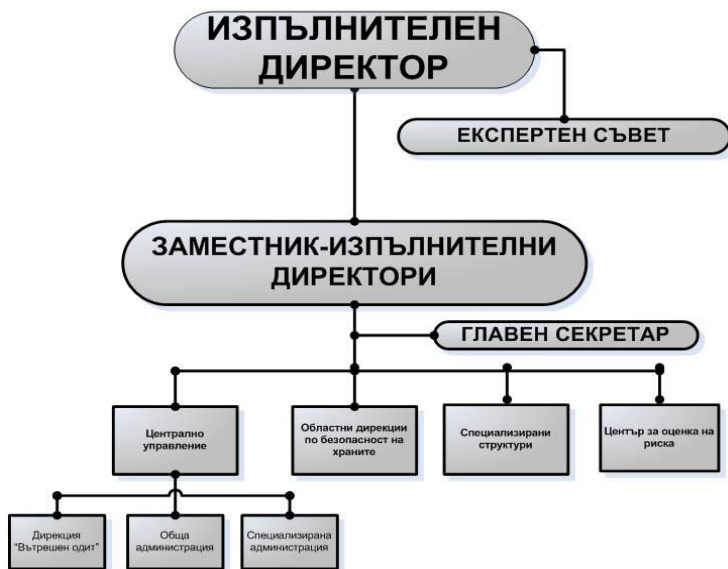 ИЗПЪЛНИТЕЛЕН
ДИРЕКТОР
ЕКСПЕРТЕН СЪВЕТ
ЗАМЕСТНИК-ИЗПЪЛНИТЕЛНИ
ДИРЕКТОРИ
ГЛАВЕН СЕКРЕТАР
Централно
управление
Областни дирекции
по безопасност на
храните
Специализирани
структури
Център за оценка на
риска
Дирекция
"Вътрешен одит"
Обща
администрация
Специализирана
администрация